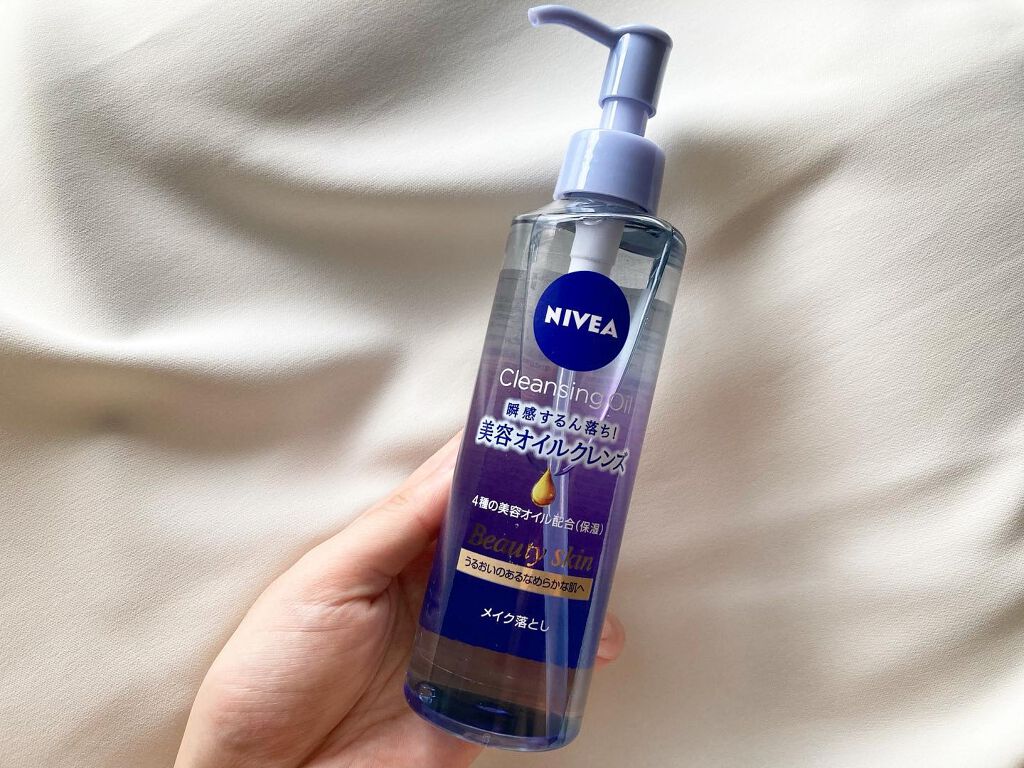 NIVEA
Cleansing Oil
瞬感するん落ち!
美容オイルクレンズ
4種の美容オイル配合(保湿)
Beauty skin
うるおいのあるなめらかな肌へ
メイク落とし